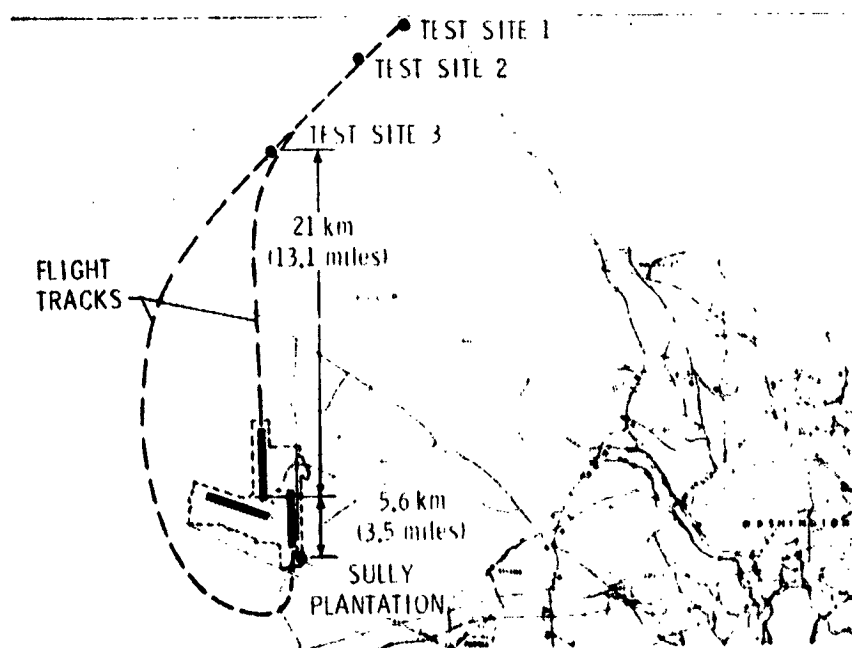 TEST SITE 1
TEST SITE 2
TEST SITE 3
21 km
(13.1 miles)
FLIGHT
TRACKS
5.6 km
(3.5 miles)
WASHINGTON
SULLY
PLANTATION